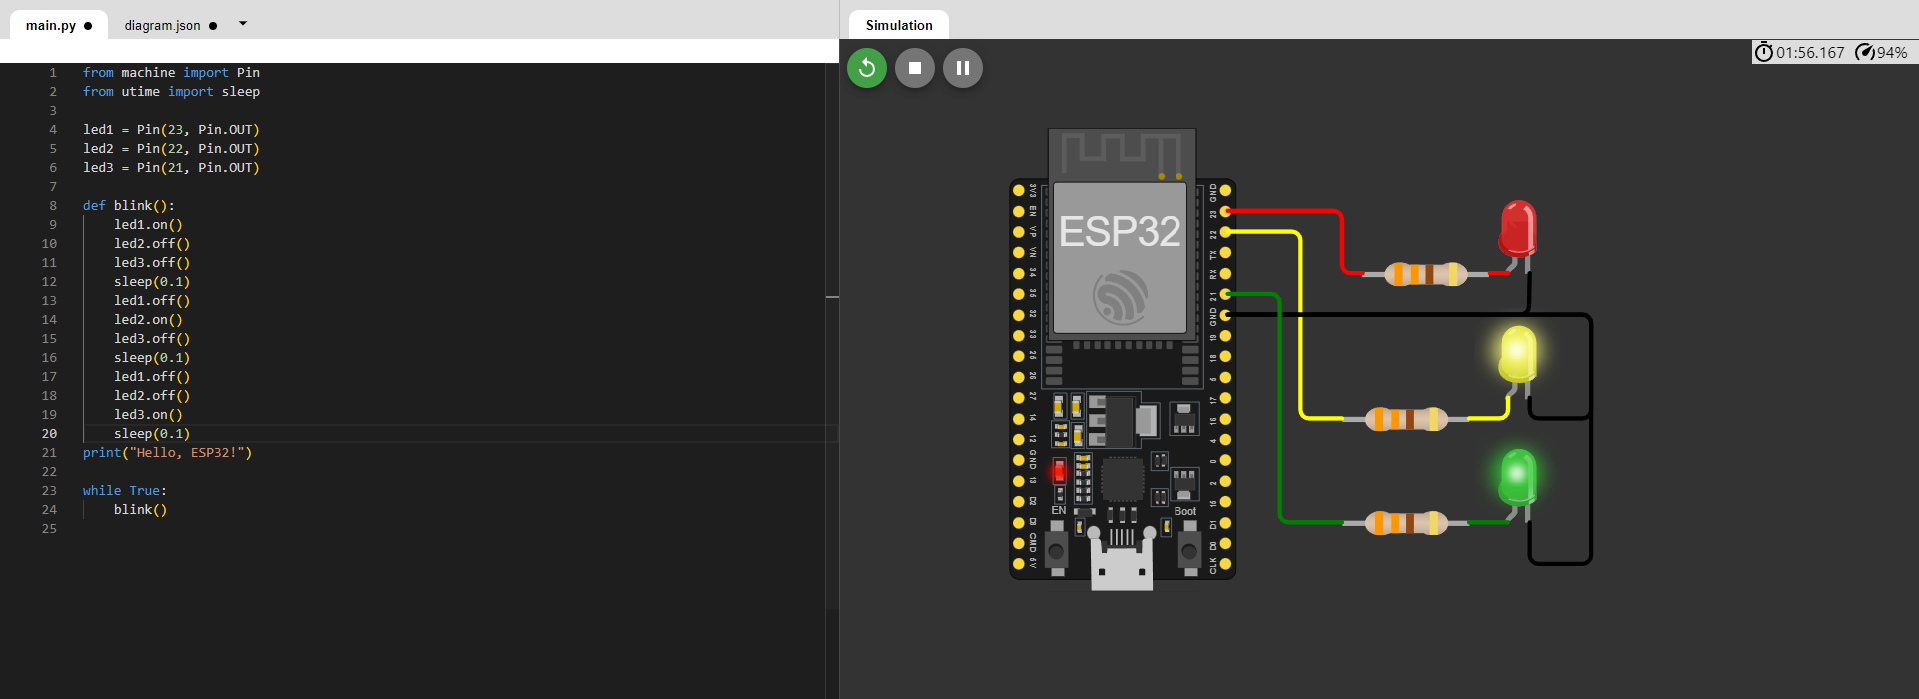 main.py ● diagram.json ●
1 from machine import Pin
2 from utime import sleep
3
4 led1 = Pin(23, Pin.OUT)
5 led2 = Pin(22, Pin.OUT)
6 led3 = Pin(21, Pin.OUT)
7
8 def blink():
9 led1.on()
10 led2.off()
11 led3.off()
12 sleep(0.1)
13 led1.off()
14 led2.on()
15 led3.off()
16 sleep(0.1)
17 led1.off()
18 led2.off()
19 led3.on()
20 sleep(0.1)
21 print("Hello, ESP32!")
22
23 while True:
24 blink()
25
Simulation
01:56.167 94%
ESP32
3V3
EN
VP
VN
34
35
32
33
25
26
27
14
12
GND
13
D2
D3
CMD
5V
GND
23
22
TX
RX
21
GND
19
18
5
17
16
4
0
2
15
D1
D0
CLK
EN
Boot